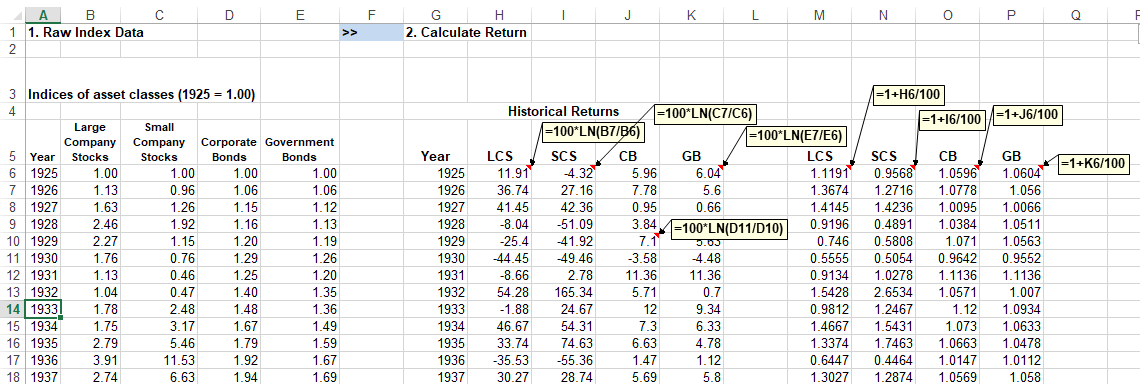 A B C D E F G H I J K L M N O P Q
1 1. Raw Index Data >> 2. Calculate Return
2
3 Indices of asset classes (1925 = 1.00) =1+H6/100
4 Historical Returns =100*LN(C7/C6) =1+I6/100 =1+J6/100
Large Small =100*LN(B7/B6) =100*LN(E7/E6)
Company Company Corporate Government
5 Year Stocks Stocks Bonds Bonds Year LCS SCS CB GB LCS SCS CB GB =1+K6/100
6 1925 1.00 1.00 1.00 1.00 1925 11.91 -4.32 5.96 6.04 1.1191 0.9568 1.0596 1.0604
7 1926 1.13 0.96 1.06 1.06 1926 36.74 27.16 7.78 5.6 1.3674 1.2716 1.0778 1.056
8 1927 1.63 1.26 1.15 1.12 1927 41.45 42.36 0.95 0.66 1.4145 1.4236 1.0095 1.0066
9 1928 2.46 1.92 1.16 1.13 1928 -8.04 -51.09 3.84 =100*LN(D11/D10) 0.9196 0.4891 1.0384 1.0511
10 1929 2.27 1.15 1.20 1.19 1929 -25.4 -41.92 7.1 5.63 0.746 0.5808 1.071 1.0563
11 1930 1.76 0.76 1.29 1.26 1930 -44.45 -49.46 -3.58 -4.48 0.5555 0.5054 0.9642 0.9552
12 1931 1.13 0.46 1.25 1.20 1931 -8.66 2.78 11.36 11.36 0.9134 1.0278 1.1136 1.1136
13 1932 1.04 0.47 1.40 1.35 1932 54.28 165.34 5.71 0.7 1.5428 2.6534 1.0571 1.007
14 1933 1.78 2.48 1.48 1.36 1933 -1.88 24.67 12 9.34 0.9812 1.2467 1.12 1.0934
15 1934 1.75 3.17 1.67 1.49 1934 46.67 54.31 7.3 6.33 1.4667 1.5431 1.073 1.0633
16 1935 2.79 5.46 1.79 1.59 1935 33.74 74.63 6.63 4.78 1.3374 1.7463 1.0663 1.0478
17 1936 3.91 11.53 1.92 1.67 1936 -35.53 -55.36 1.47 1.12 0.6447 0.4464 1.0147 1.0112
18 1937 2.74 6.63 1.94 1.69 1937 30.27 28.74 5.69 5.8 1.3027 1.2874 1.0569 1.058